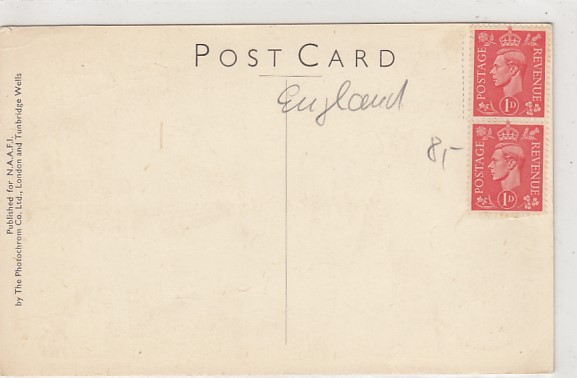 POST CARD
England
8,-
POSTAGE REVENUE
1D
POSTAGE REVENUE
1D
Published for N.A.A.F.I.
by The Photochrom Co. Ltd., London and Tunbridge Wells